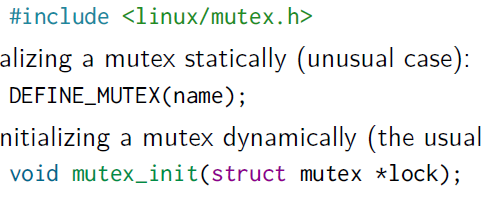 #include <linux/mutex.h>
alizing a mutex statically (unusual case):
DEFINE_MUTEX(name);
nitializing a mutex dynamically (the usual
void mutex_init(struct mutex *lock);